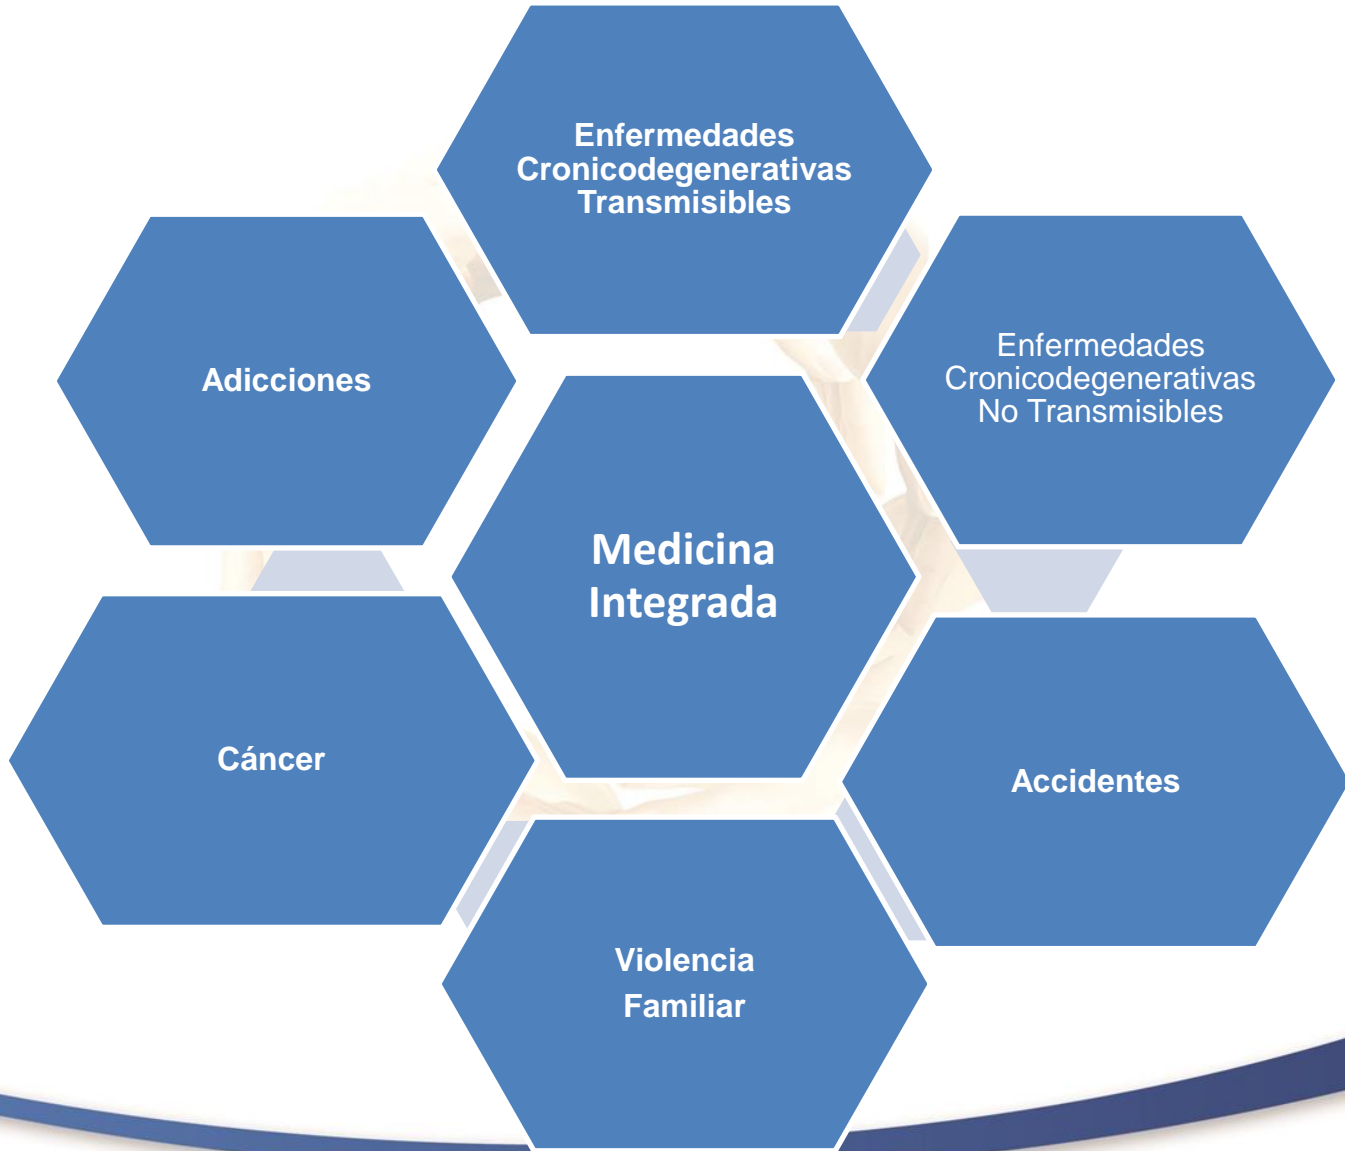 Enfermedades
Cronicodegenerativas
Transmisibles
Enfermedades
Cronicodegenerativas
No Transmisibles
Adicciones
Medicina
Integrada
Cáncer
Accidentes
Violencia
Familiar